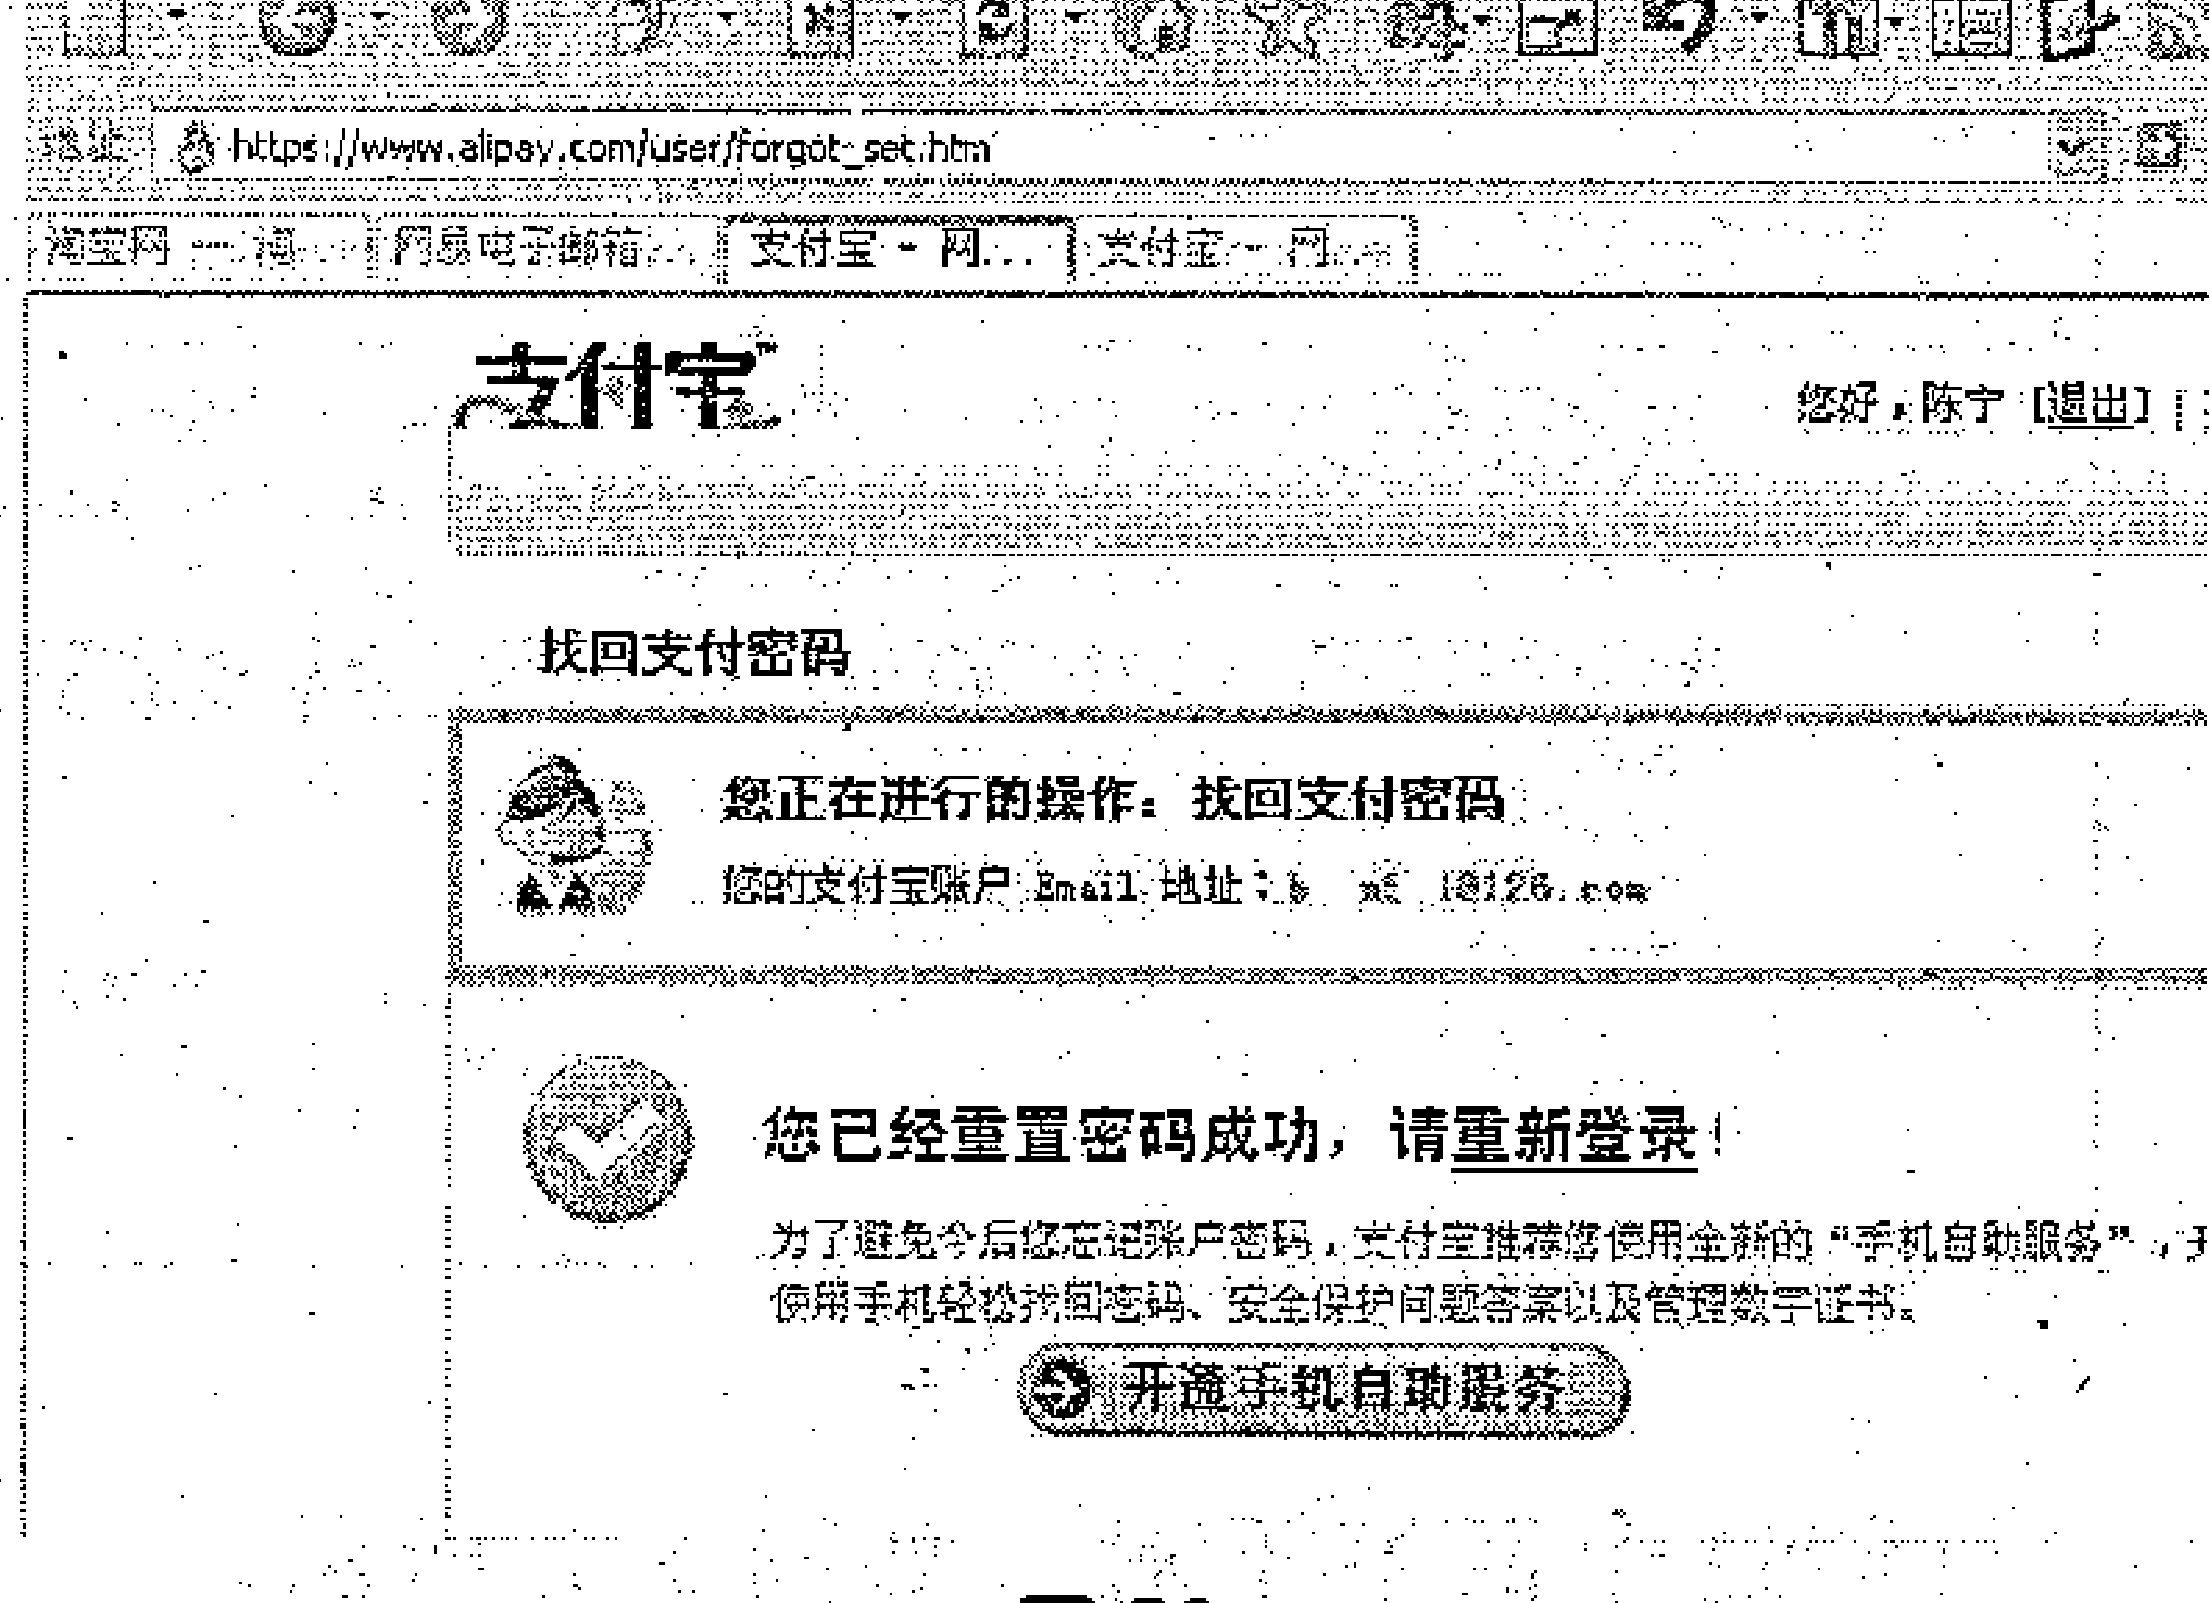 地址 https://www.alipay.com/user/forgot_set.htm
淘宝网 - 淘... 网易电子邮箱... 支付宝 - 网... 支付宝 - 网...
支付宝
您好，陈宁 [退出] |
找回支付密码
您正在进行的操作：找回支付密码
您的支付宝账户 Email 地址：@126.com
您已经重置密码成功，请重新登录！
为了避免今后您忘记账户密码，支付宝推荐您使用全新的“手机自助服务”，开
使用手机轻松找回密码、安全保护问题答案以及管理数字证书。
开通手机自助服务